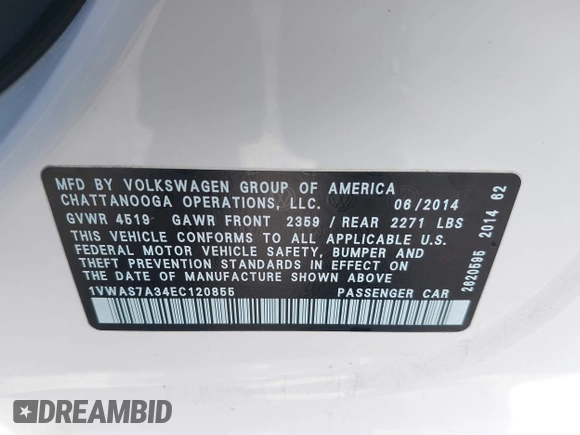 MFD BY VOLKSWAGEN GROUP OF AMERICA
CHATTANOOGA OPERATIONS, LLC. 06/2014
GVWR 4519 GAWR FRONT 2359 / REAR 2271 LBS
THIS VEHICLE CONFORMS TO ALL APPLICABLE U.S.
FEDERAL MOTOR VEHICLE SAFETY, BUMPER AND
THEFT PREVENTION STANDARDS IN EFFECT ON
THE DATE OF MANUFACTURE SHOWN ABOVE
1VWAS7A34EC120855 PASSENGER CAR
2620595 2014 62
DREAMBID